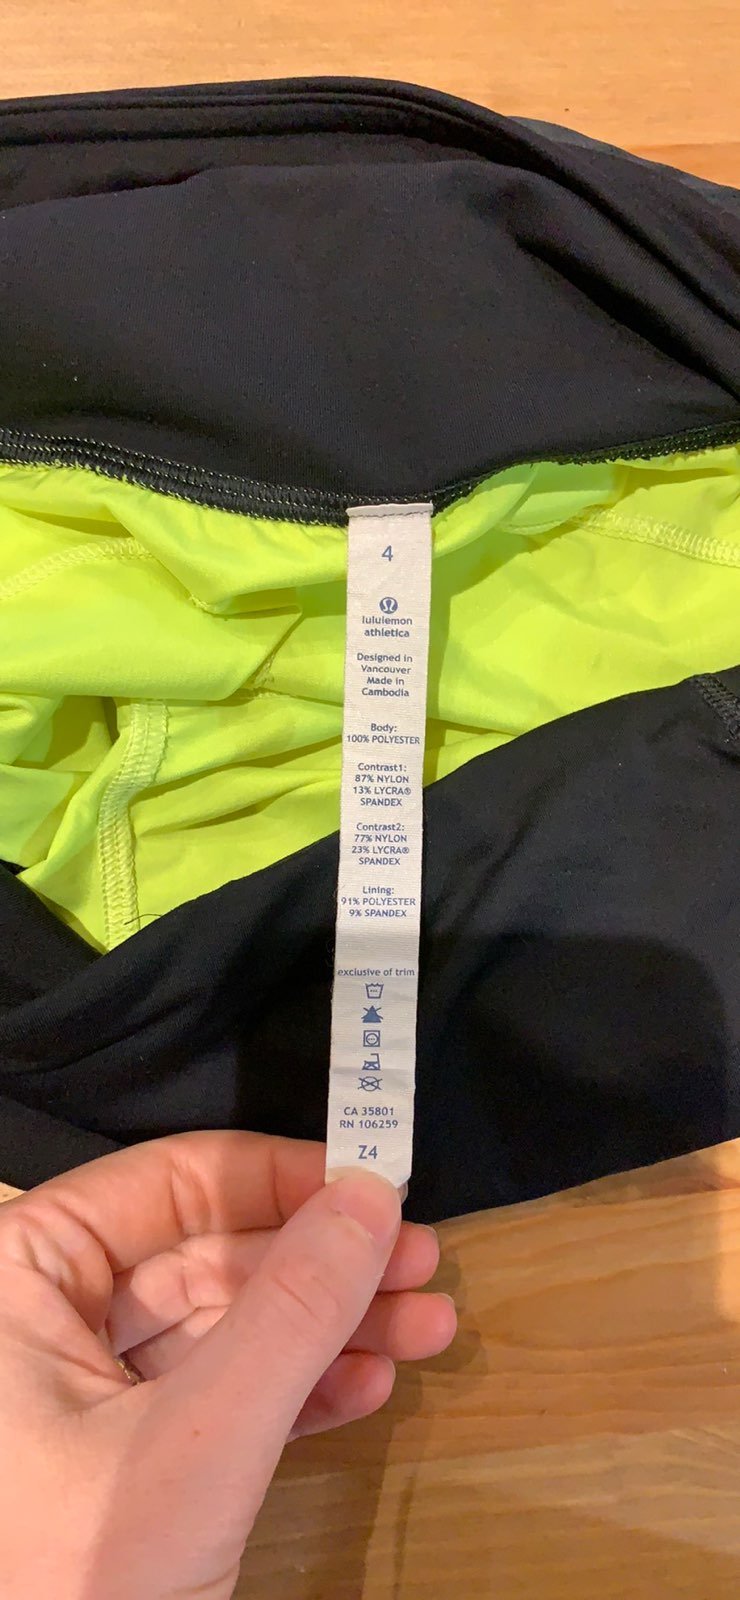 4
lululemon
athletica
Designed in
Vancouver
Made in
Cambodia
Body:
100% POLYESTER
Contrast1:
87% NYLON
13% LYCRA®
SPANDEX
Contrast2:
77% NYLON
23% LYCRA®
SPANDEX
Lining:
91% POLYESTER
9% SPANDEX
exclusive of trim
CA 35801
RN 106259
Z4